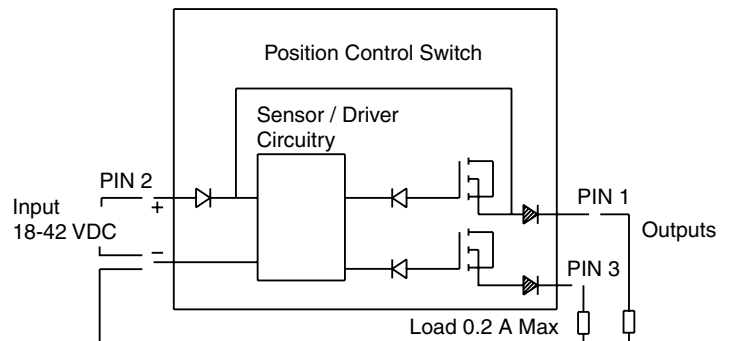 Position Control Switch
Sensor / Driver
Circuitry
PIN 2
+
Input
18-42 VDC
–
PIN 1
Outputs
PIN 3
Load 0.2 A Max